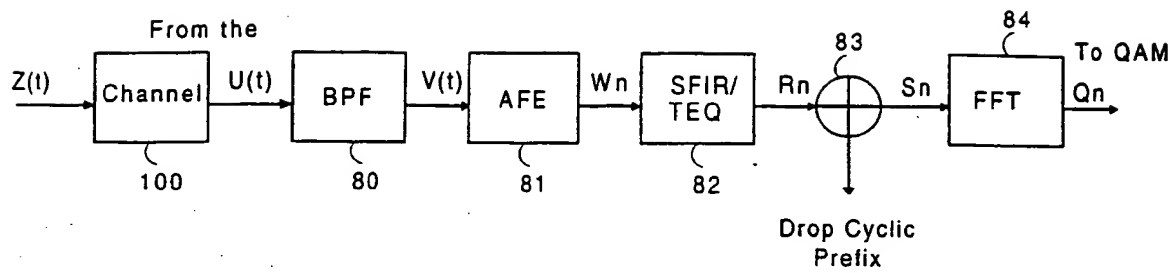 From the
84
To QAM
83
Z(t)
Channel
U(t)
BPF
V(t)
AFE
Wn
SFIR/
TEQ
Rn
Sn
FFT
Qn
100
80
81
82
Drop Cyclic
Prefix